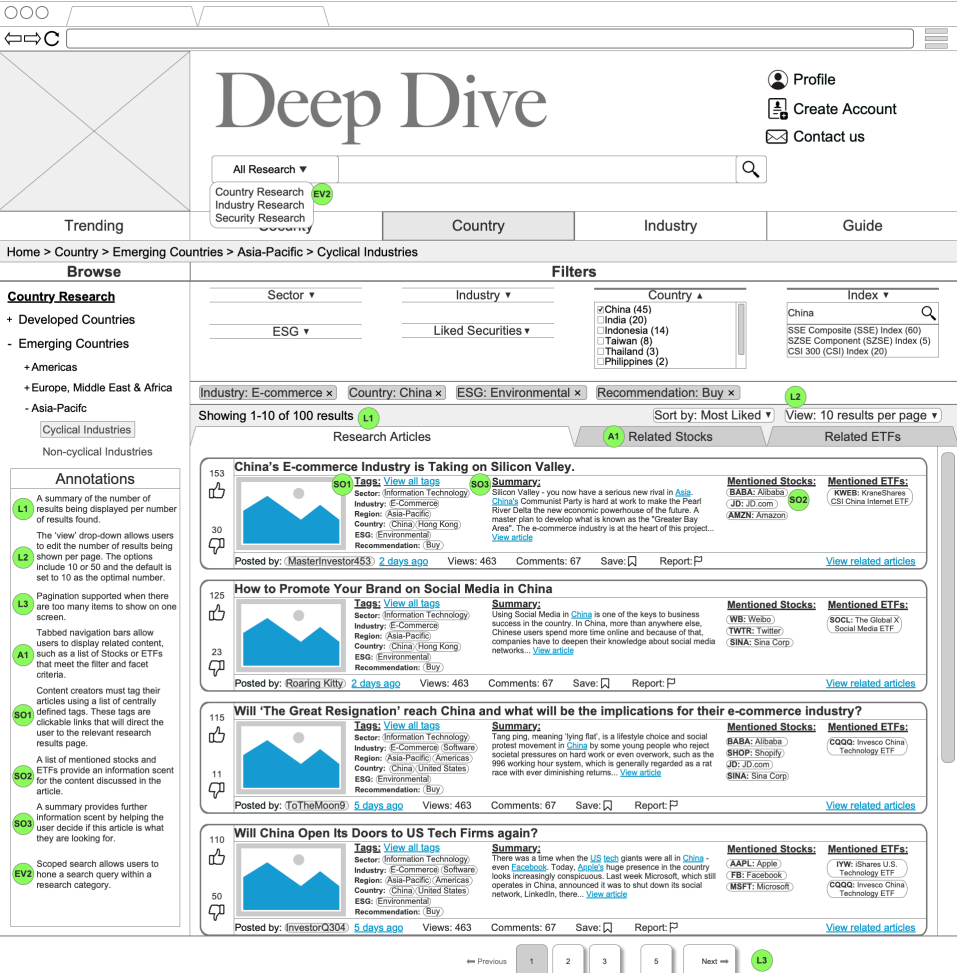 Deep Dive
Profile
Create Account
Contact us
All Research ▼
Country Research
Industry Research
Security Research
EV2
Trending
Security
Country
Industry
Guide
Home > Country > Emerging Countries > Asia-Pacific > Cyclical Industries
Browse
Country Research
+ Developed Countries
- Emerging Countries
+Americas
+Europe, Middle East & Africa
- Asia-Pacifc
Cyclical Industries
Non-cyclical Industries
Annotations
L1
A summary of the number of
results being displayed per number
of results found.
L2
The 'view' drop-down allows users
to edit the number of results being
shown per page. The options
include 10 or 50 and the default is
set to 10 as the optimal number.
L3
Pagination supported when there
are too many items to show on one
screen.
A1
Tabbed navigation bars allow
users to display related content,
such as a list of Stocks or ETFs
that meet the filter and facet
criteria.
SO1
Content creators must tag their
articles using a list of centrally
defined tags. These tags are
clickable links that will direct
the user to the relevant research
results page.
SO2
A list of mentioned stocks and
ETFs provide an information scent
for the content discussed in the
article.
SO3
A summary provides further
information scent by helping the
user decide if this article is what
they are looking for.
EV2
Scoped search allows users to
hone a search query within a
research category.
Filters
Sector ▼
Industry ▼
Country ▲
Index ▼
ESG ▼
Liked Securities ▼
China (45)
India (20)
Indonesia (14)
Taiwan (8)
Thailand (3)
Philippines (2)
China
SSE Composite (SSE) Index (60)
SZSE Component (SZSE) Index (5)
CSI 300 (CSI) Index (20)
Industry: E-commerce ×
Country: China ×
ESG: Environmental ×
Recommendation: Buy ×
L2
Showing 1-10 of 100 results
L1
Sort by: Most Liked ▼
View: 10 results per page ▼
Research Articles
A1
Related Stocks
Related ETFs
China's E-commerce Industry is Taking on Silicon Valley.
153
30
SO1
Tags: View all tags
Sector: Information Technology
Industry: E-Commerce
Region: Asia-Pacific
Country: China Hong Kong
ESG: Environmental
Recommendation: Buy
SO3
Summary:
Silicon Valley - you now have a serious new rival in Asia.
China's Communist Party is hard at work to make the Pearl
River Delta the new economic powerhouse of the future. A
master plan to develop what is known as the "Greater Bay
Area". The e-commerce industry is at the heart of this project...
View article
Mentioned Stocks:
BABA: Alibaba
JD: JD.com
AMZN: Amazon
SO2
Mentioned ETFs:
KWEB: KraneShares
CSI China Internet ETF
Posted by: MasterInvestor453 2 days ago Views: 463 Comments: 67 Save: Report: View related articles
How to Promote Your Brand on Social Media in China
125
23
Tags: View all tags
Sector: Information Technology
Industry: E-Commerce
Region: Asia-Pacific
Country: China Hong Kong
ESG: Environmental
Recommendation: Buy
Summary:
Using Social Media in China is one of the keys to business
success in the country. In China, more than anywhere else,
Chinese users spend more time online and because of that,
companies have to deepen their knowledge about social media
networks... View article
Mentioned Stocks:
WB: Weibo
TWTR: Twitter
SINA: Sina Corp
Mentioned ETFs:
SOCL: The Global X
Social Media ETF
Posted by: Roaring Kitty 2 days ago Views: 463 Comments: 67 Save: Report: View related articles
Will 'The Great Resignation' reach China and what will be the implications for their e-commerce industry?
115
11
Tags: View all tags
Sector: Information Technology
Industry: E-Commerce Software
Region: Asia-Pacific Americas
Country: China United States
ESG: Environmental
Recommendation: Buy
Summary:
Tang ping, meaning 'lying flat', is a lifestyle choice and social
protest movement in China by some young people who reject
societal pressures on hard work or even overwork, such as the
996 working hour system, which is generally regarded as a rat
race with ever diminishing returns... View article
Mentioned Stocks:
BABA: Alibaba
SHOP: Shopify
JD: JD.com
SINA: Sina Corp
Mentioned ETFs:
CQQQ: Invesco China
Technology ETF
Posted by: ToTheMoon9 5 days ago Views: 463 Comments: 67 Save: Report: View related articles
Will China Open Its Doors to US Tech Firms again?
110
50
Tags: View all tags
Sector: Information Technology
Industry: E-Commerce Software
Region: Asia-Pacific Americas
Country: China United States
ESG: Environmental
Recommendation: Buy
Summary:
There was a time when the US tech giants were all in China -
even Facebook. Today, Apple's huge presence in the country
looks increasingly conspicuous. Last week Microsoft, which still
operates in China, announced it was to shut down its social
network, LinkedIn, there... View article
Mentioned Stocks:
AAPL: Apple
FB: Facebook
MSFT: Microsoft
Mentioned ETFs:
IYW: iShares U.S.
Technology ETF
CQQQ: Invesco China
Technology ETF
Posted by: InvestorQ304 5 days ago Views: 463 Comments: 67 Save: Report: View related articles
Previous 1 2 3 5 Next
L3